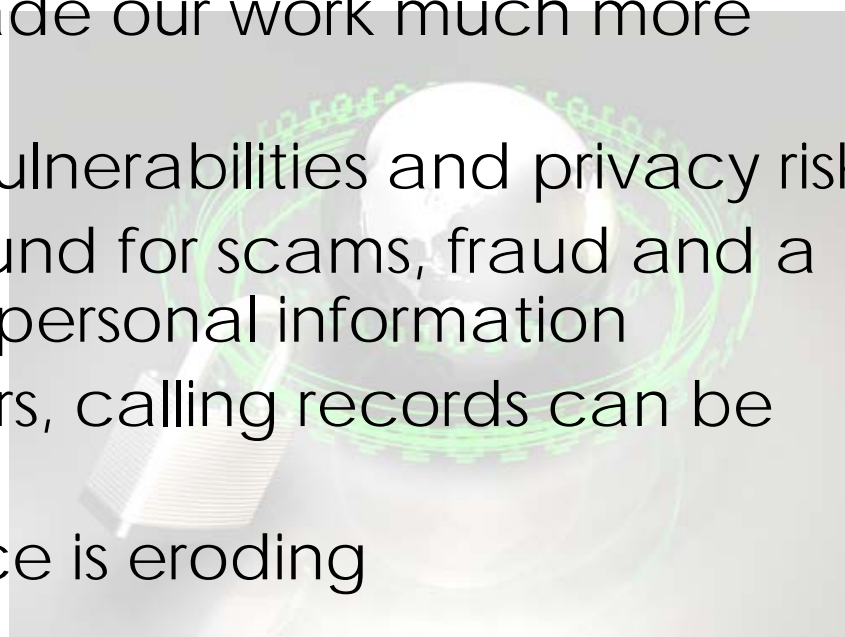 ade our work much more
ulnerabilities and privacy ris
und for scams, fraud and a
personal information
rs, calling records can be
ce is eroding